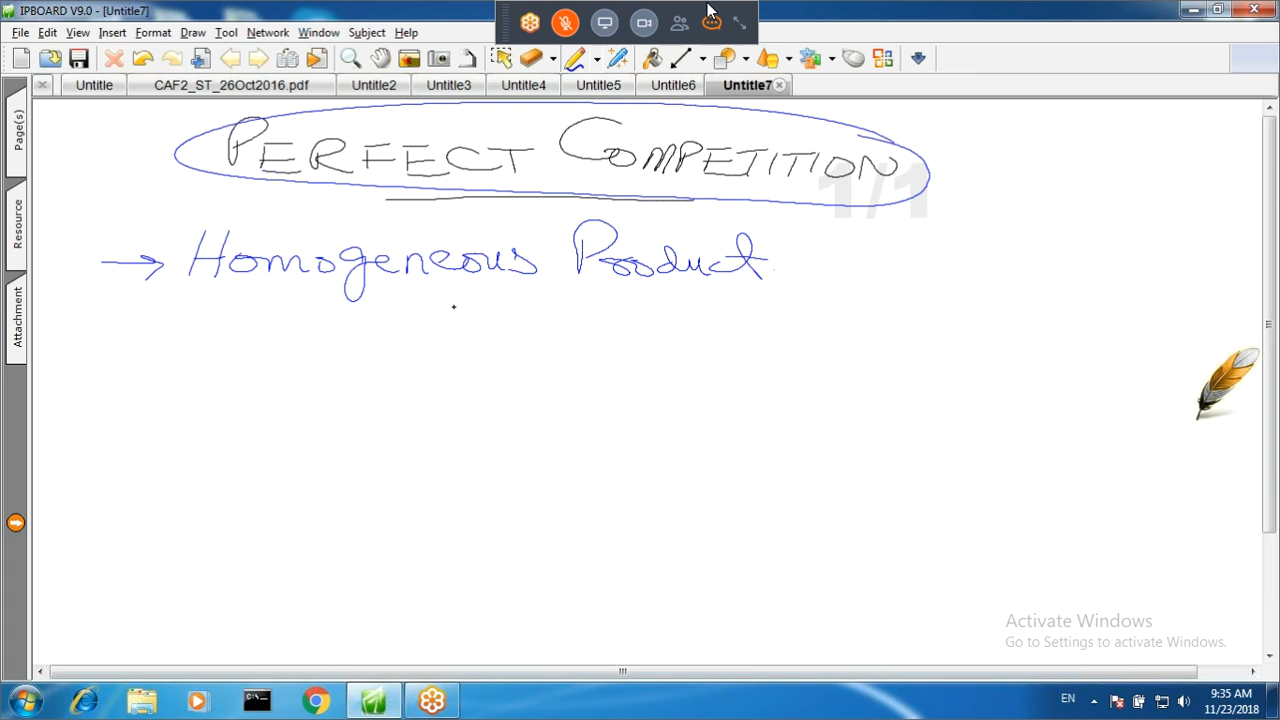 IPBOARD V9.0 - [Untitle7]
File Edit View Insert Format Draw Tool Network Window Subject Help
Untitle CAF2_ST_26Oct2016.pdf Untitle2 Untitle3 Untitle4 Untitle5 Untitle6 Untitle7
Page(s)
Resource
Attachment
PERFECT COMPETITION
1/1
→ Homogeneous Product
Activate Windows
Go to Settings to activate Windows.
EN
9:35 AM
11/23/2018